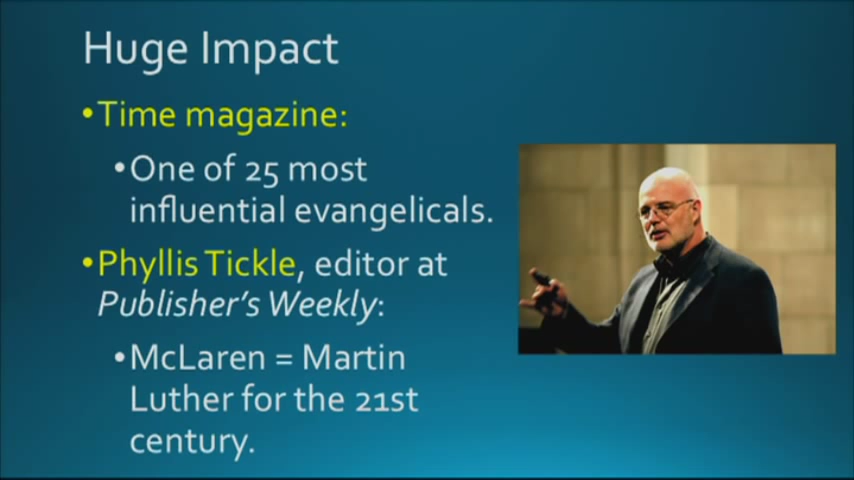 Huge Impact
•Time magazine:
•One of 25 most
influential evangelicals.
•Phyllis Tickle, editor at
Publisher's Weekly:
•McLaren = Martin
Luther for the 21st
century.